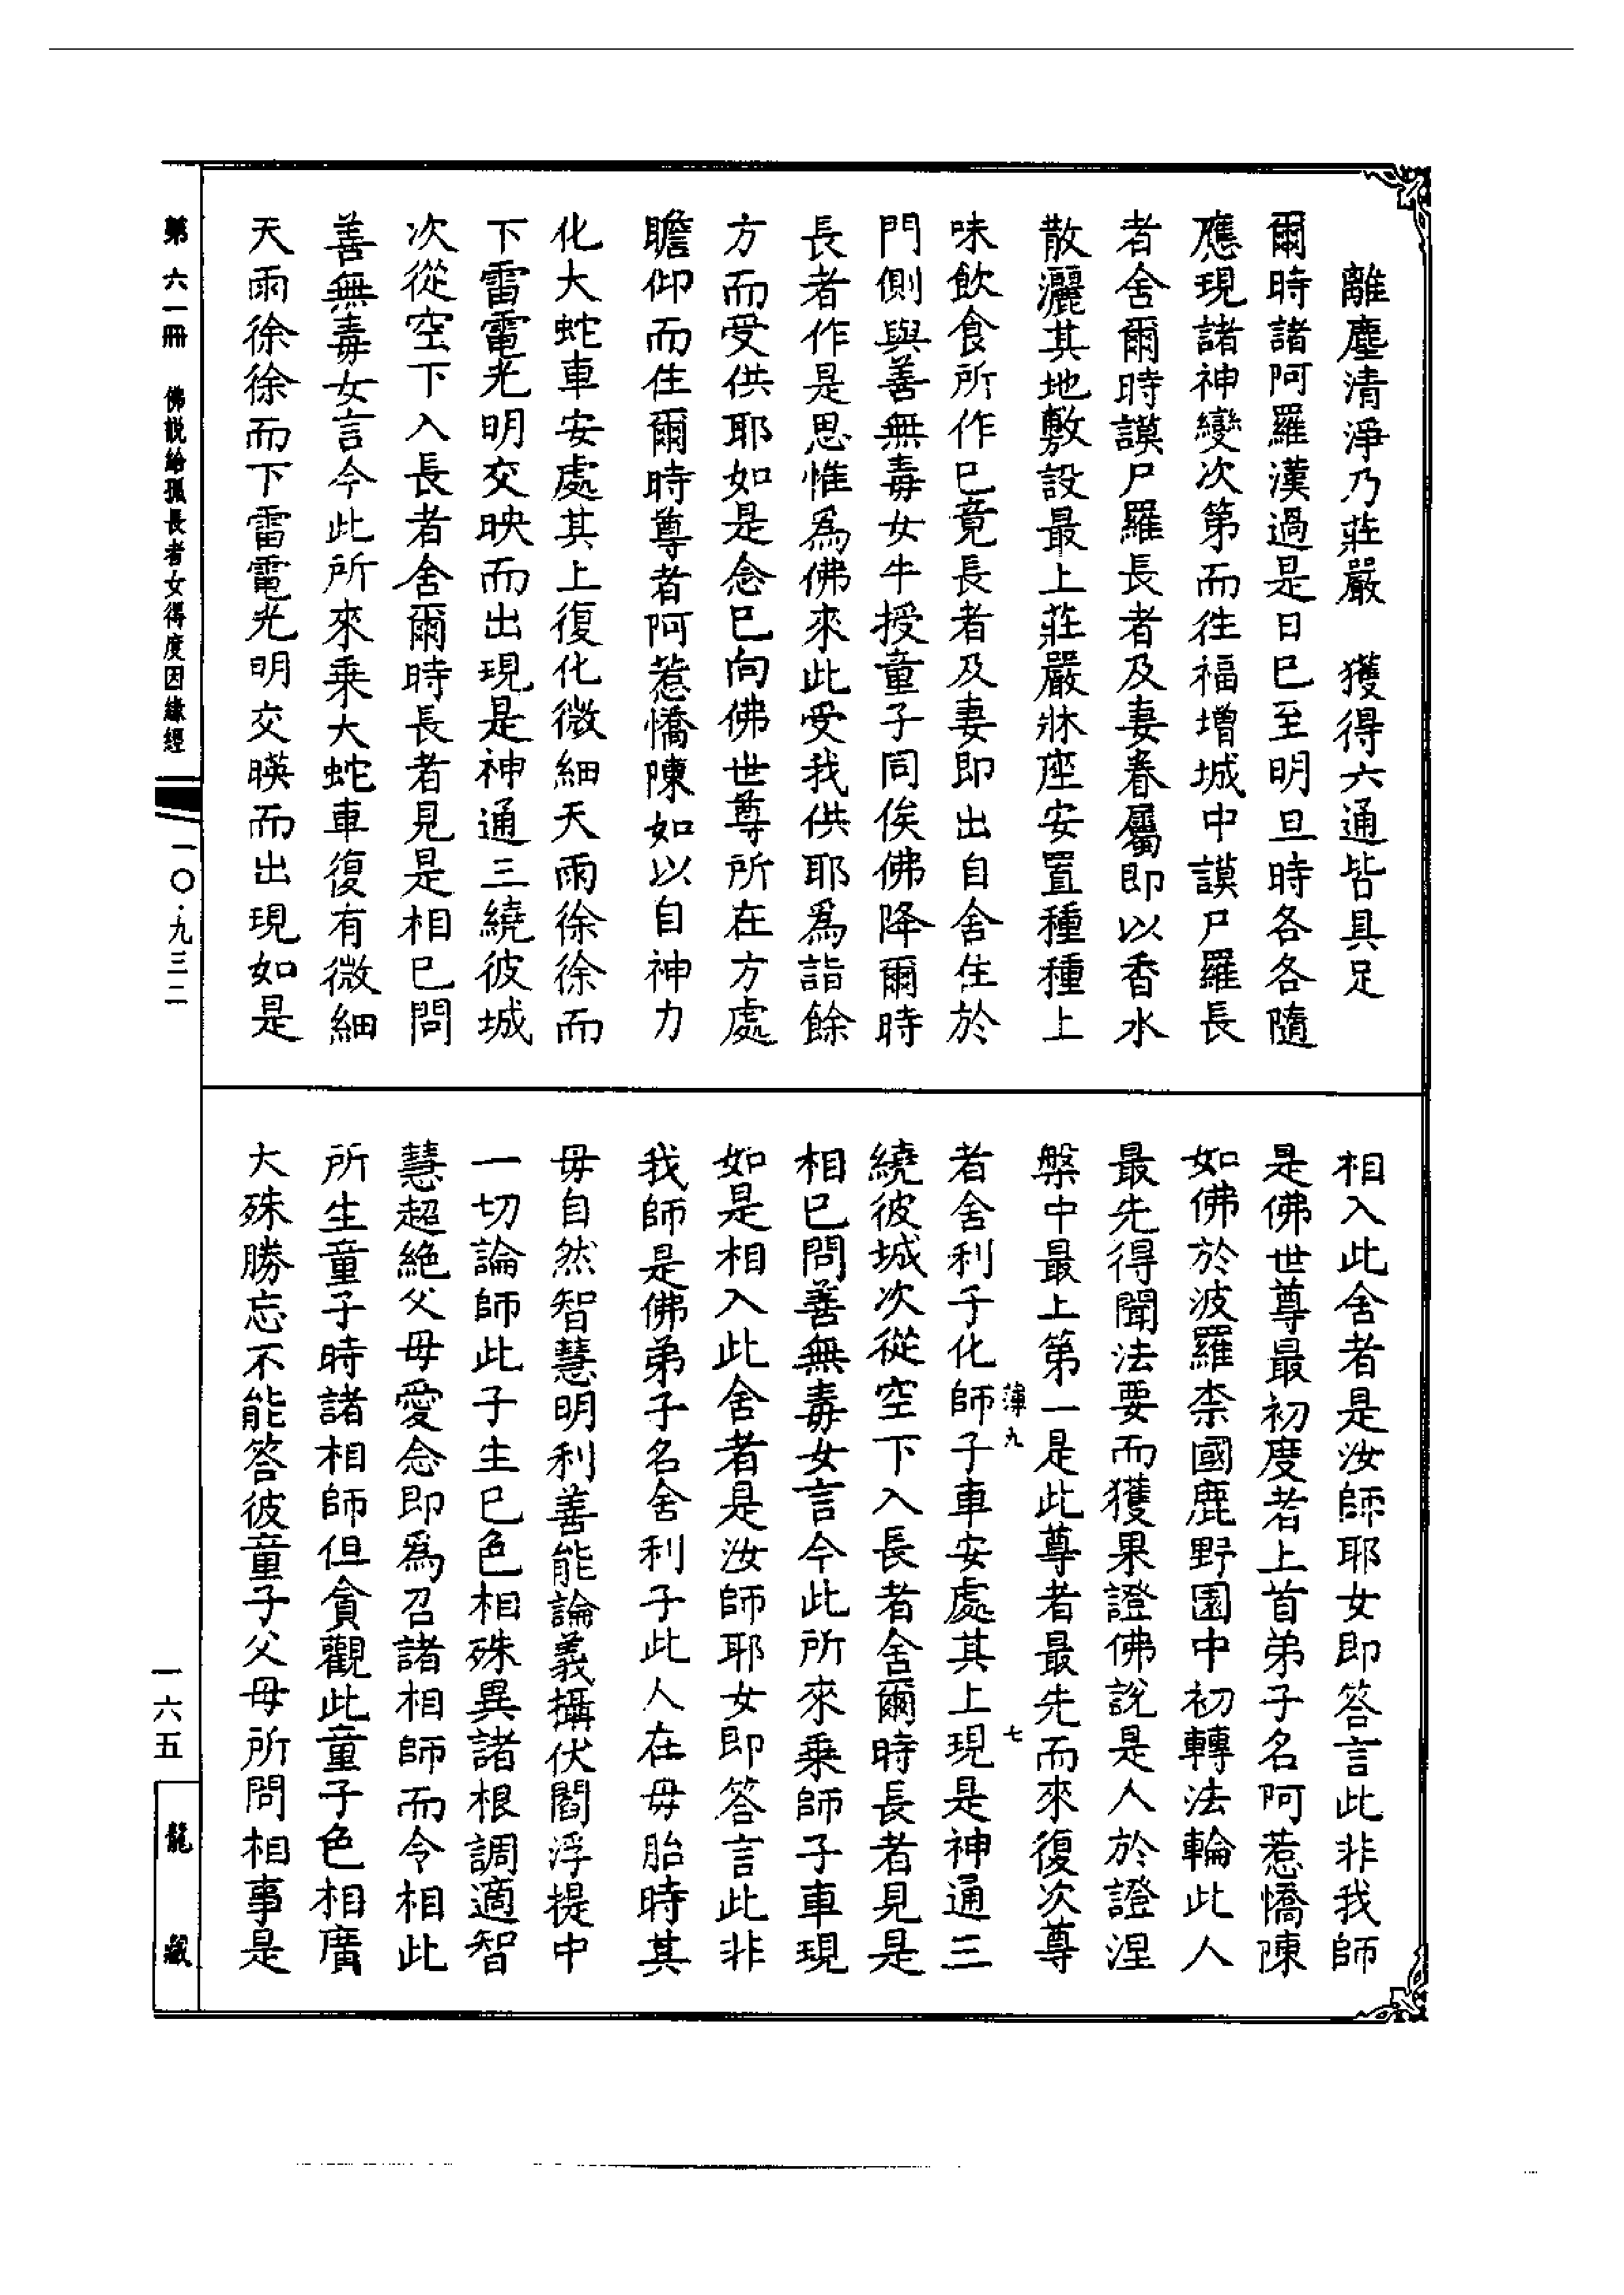 離塵清淨乃莊嚴　獲得六通皆具足
爾時諸阿羅漢過是日巳至明旦時各各隨
應現諸神變次第而往福增城中謨尸羅長
者舍爾時謨尸羅長者及妻眷屬即以香水
散灑其地敷設最上莊嚴牀座安置種種上
味飲食所作巳竟長者及妻即出自舍住於
門側與善無毒女牛授童子同俟佛降爾時
長者作是思惟爲佛來此受我供耶爲詣餘
方而受供耶如是念巳向佛世尊所在方處
瞻仰而住爾時尊者阿惹憍陳如以自神力
化大蛇車安處其上復化微細天雨徐徐而
下雷電光明交映而出現是神通三繞彼城
次從空下入長者舍爾時長者見是相巳問
善無毒女言今此所來乘大蛇車復有微細
天雨徐徐而下雷電光明交暎而出現如是
相入此舍者是汝師耶女即答言此非我師
是佛世尊最初度者上首弟子名阿惹憍陳
如佛於波羅柰國鹿野園中初轉法輪此人
最先得聞法要而獲果證佛說是人於證涅
槃中最上第一是此尊者最先而來復次尊
者舍利子化師子車安處其上現是神通三
薄九　七
繞彼城次從空下入長者舍爾時長者見是
相巳問善無毒女言今此所來乘師子車現
如是相入此舍者是汝師耶女即答言此非
我師是佛弟子名舍利子此人在毋胎時其
毋自然智慧明利善能論義攝伏閻浮提中
一切論師此子生巳色相殊異諸根調適智
慧超絶父母愛念即爲召諸相師而令相此
所生童子時諸相師但貪觀此童子色相廣
大殊勝忘不能答彼童子父母所問相事是
第六一冊　佛説給孤長者女得度因緣經
一〇·九三二
一六五
龍藏